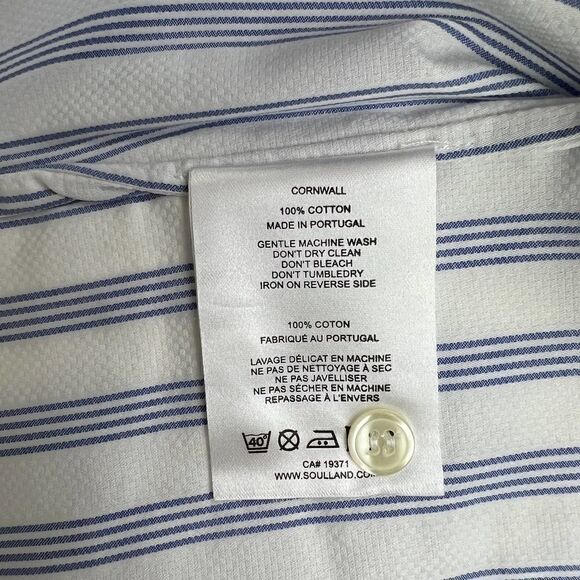 CORNWALL
100% COTTON
MADE IN PORTUGAL
GENTLE MACHINE WASH
DON'T DRY CLEAN
DON'T BLEACH
DON'T TUMBLEDRY
IRON ON REVERSE SIDE
100% COTON
FABRIQUÉ AU PORTUGAL
LAVAGE DÉLICAT EN MACHINE
NE PAS DE NETTOYAGE À SEC
NE PAS JAVELLISER
NE PAS SÉCHER EN MACHINE
REPASSAGE À L'ENVERS
40°
CA# 19371
WWW.SOULLAND.CO